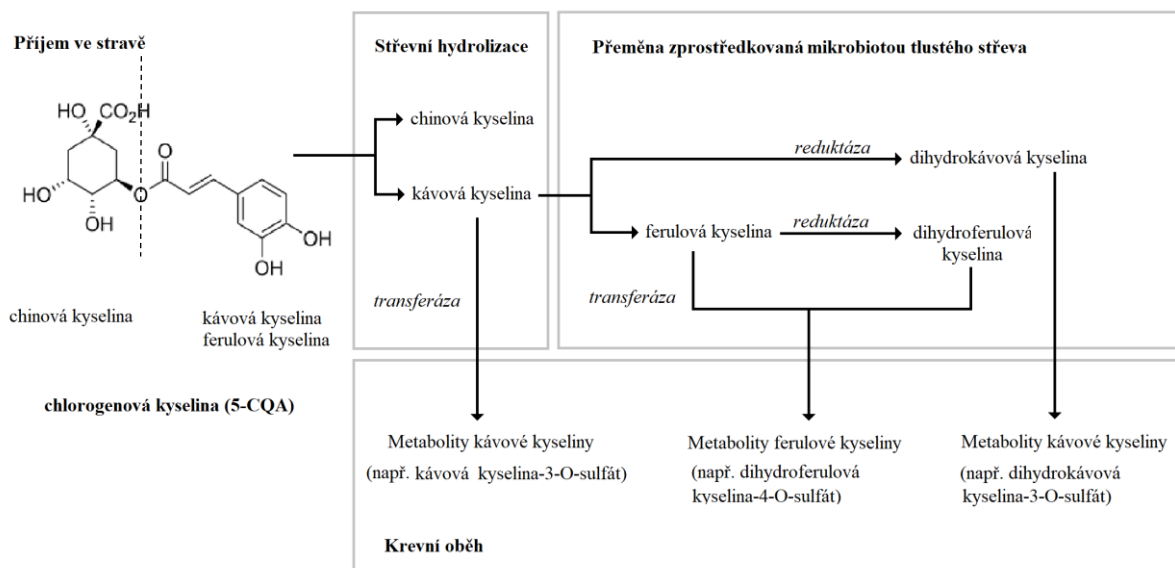 Příjem ve stravě
HO
CO₂H
O
HO
O
OH
OH
OH
chinová kyselina
kávová kyselina
ferulová kyselina
chlorogenová kyselina (5-CQA)
Střevní hydrolizace
chinová kyselina
kávová kyselina
transferáza
Přeměna zprostředkovaná mikrobiotou tlustého střeva
reduktáza
dihydrokávová kyselina
ferulová kyselina
reduktáza
dihydroferulová
kyselina
transferáza
Metabolity kávové kyseliny
(např. kávová kyselina-3-O-sulfát)
Metabolity ferulové kyseliny
(např. dihydroferulová
kyselina-4-O-sulfát)
Metabolity kávové kyseliny
(např. dihydrokávová
kyselina-3-O-sulfát)
Krevní oběh